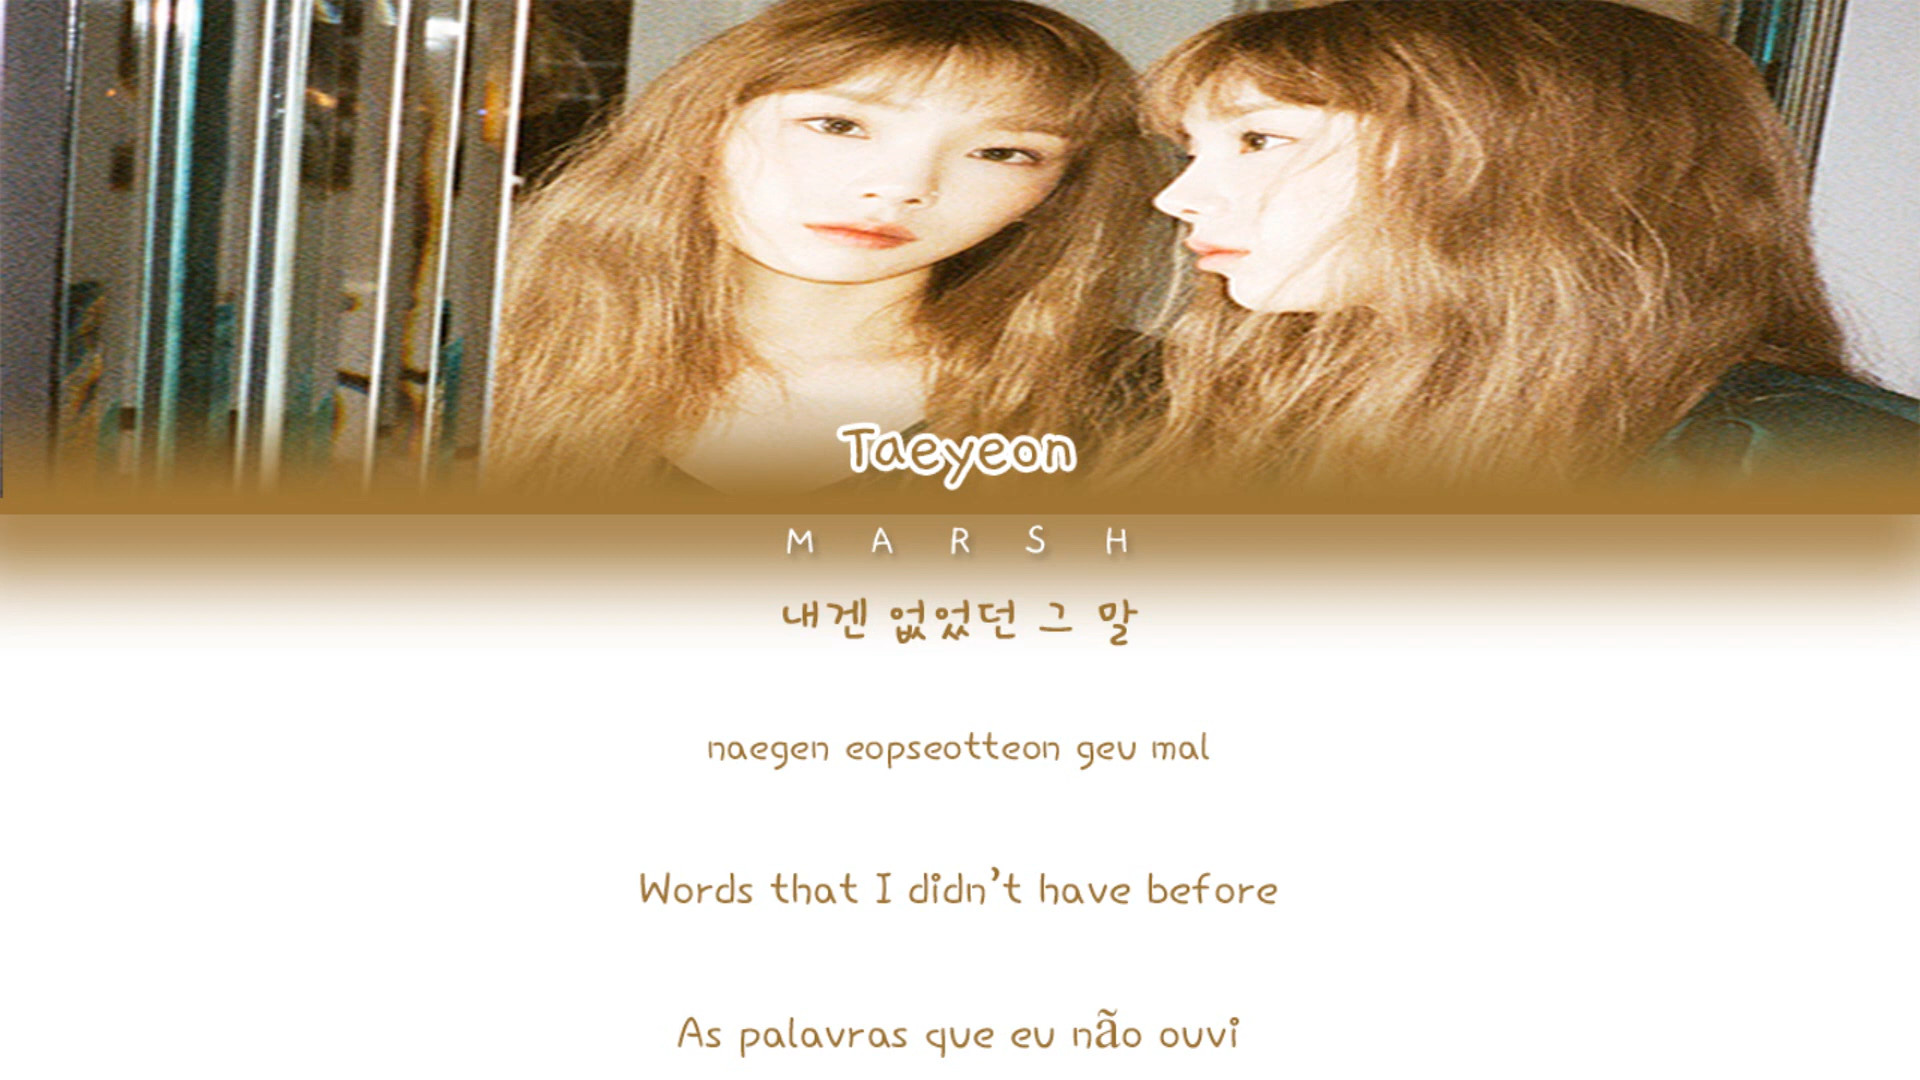 Taeyeon
M A R S H
내겐 없었던 그 말
naegen eopseotteon geu mal
Words that I didn’t have before
As palavras que eu não ouvi